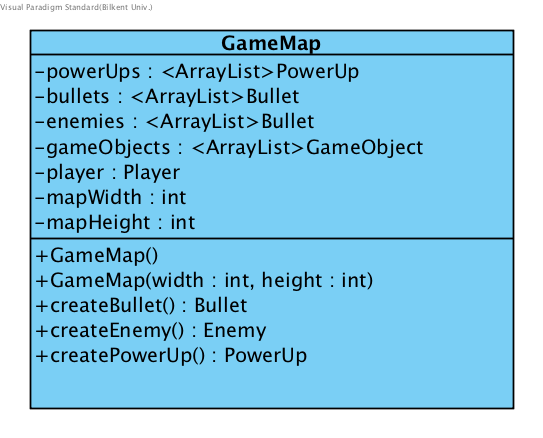 Visual Paradigm Standard(Bilkent Univ.)
GameMap
-powerUps : <ArrayList>PowerUp
-bullets : <ArrayList>Bullet
-enemies : <ArrayList>Bullet
-gameObjects : <ArrayList>GameObject
-player : Player
-mapWidth : int
-mapHeight : int
+GameMap()
+GameMap(width : int, height : int)
+createBullet() : Bullet
+createEnemy() : Enemy
+createPowerUp() : PowerUp